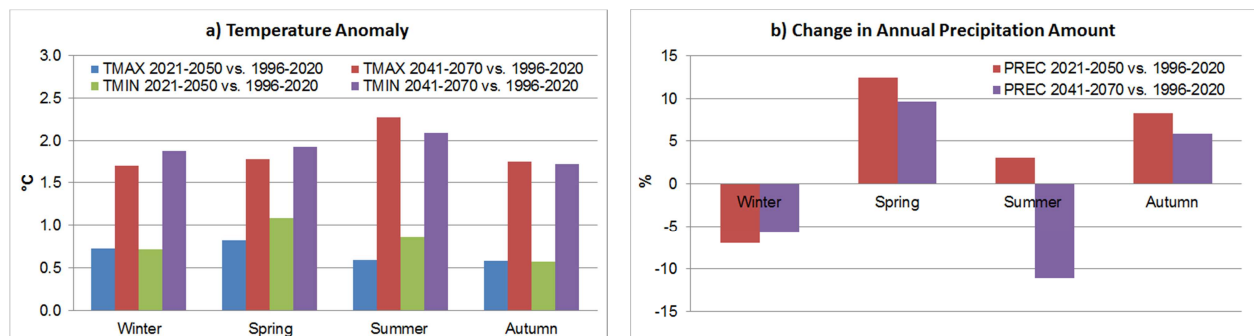 a) Temperature Anomaly
TMAX 2021-2050 vs. 1996-2020
TMAX 2041-2070 vs. 1996-2020
TMIN 2021-2050 vs. 1996-2020
TMIN 2041-2070 vs. 1996-2020
3.0
2.5
2.0
1.5
1.0
0.5
0.0
°C
Winter Spring Summer Autumn
b) Change in Annual Precipitation Amount
PREC 2021-2050 vs. 1996-2020
PREC 2041-2070 vs. 1996-2020
15
10
5
0
-5
-10
-15
%
Winter Spring Summer Autumn